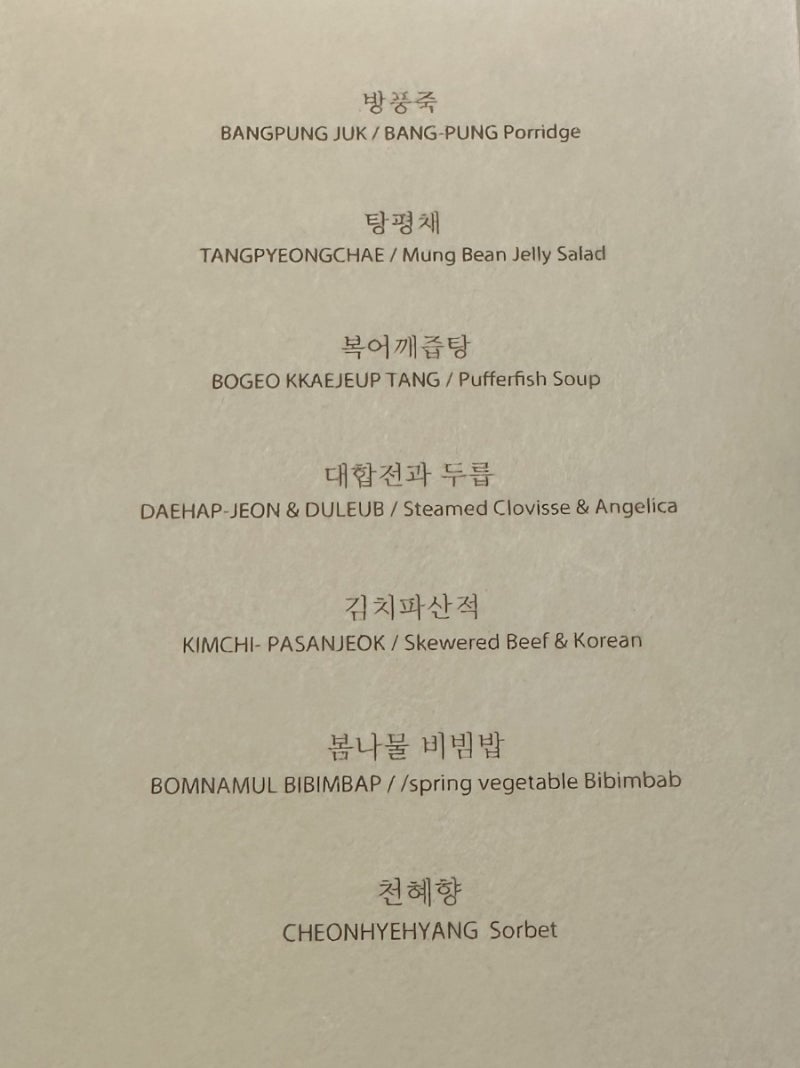 방풍죽
BANGPUNG JUK / BANG-PUNG Porridge
탕평채
TANGPYEONGCHAE / Mung Bean Jelly Salad
복어깨즙탕
BOGEO KKAEJEUP TANG / Pufferfish Soup
대합전과 두릅
DAEHAP-JEON & DULEUB / Steamed Clovisse & Angelica
김치파산적
KIMCHI- PASANJEOK / Skewered Beef & Korean
봄나물 비빔밥
BOMNAMUL BIBIMBAP / /spring vegetable Bibimbab
천혜향
CHEONHYEHYANG Sorbet